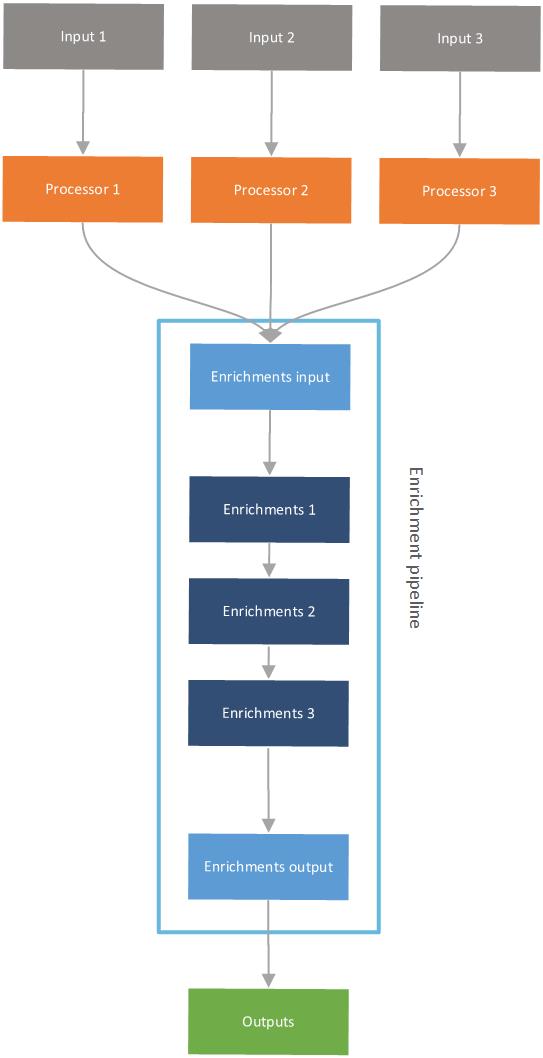 Input 1
Input 2
Input 3
Processor 1
Processor 2
Processor 3
Enrichments input
Enrichments 1
Enrichments 2
Enrichments 3
Enrichments output
Enrichment pipeline
Outputs